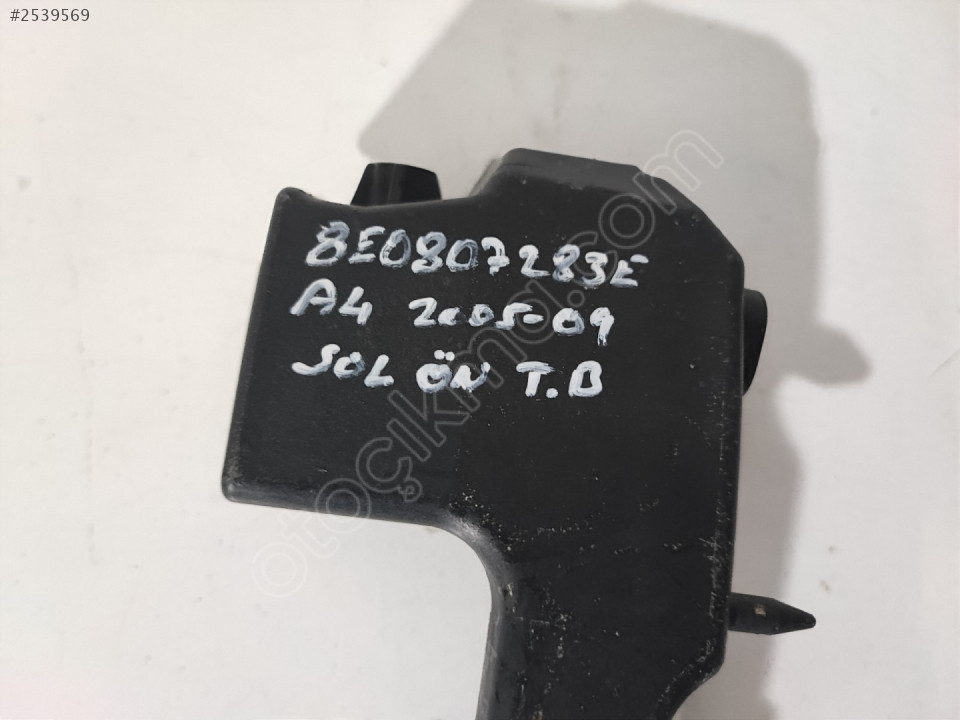 #2539569
8E0807283E
A4 2005-09
SOL ÖN T.B
otoçıkma.com